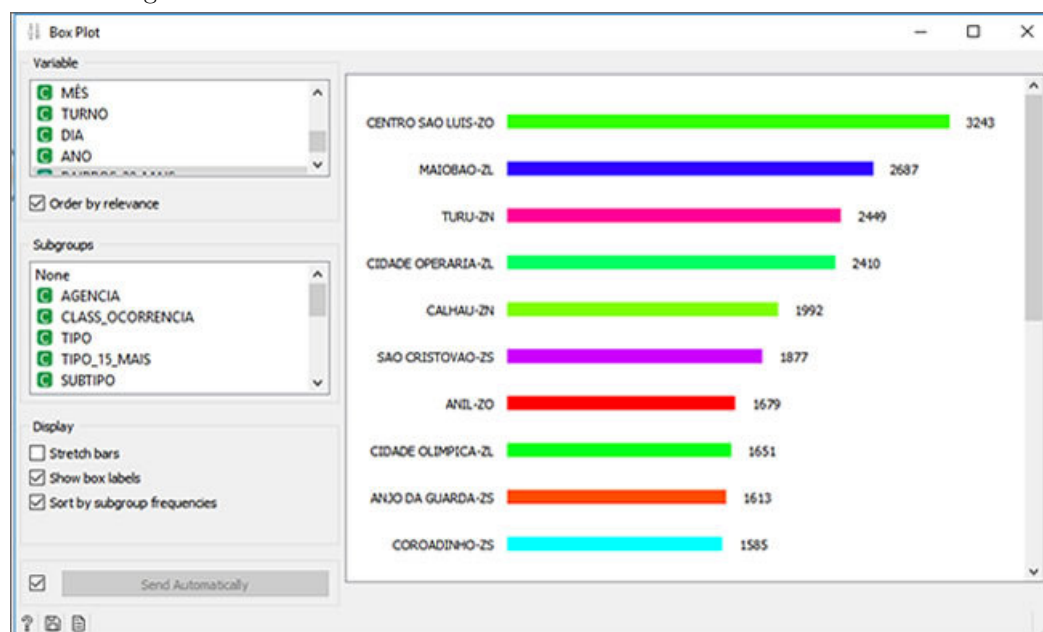 Box Plot
Variable
MÊS
TURNO
DIA
ANO
Order by relevance
Subgroups
None
AGENCIA
CLASS_OCORRENCIA
TIPO
TIPO_15_MAIS
SUBTIPO
Display
Stretch bars
Show box labels
Sort by subgroup frequencies
Send Automatically
CENTRO SAO LUIS-ZO 3243
MAIOBAO-ZL 2687
TURU-ZN 2449
CIDADE OPERARIA-ZL 2410
CALHAU-ZN 1992
SAO CRISTOVAO-ZS 1877
ANIL-ZO 1679
CIDADE OLIMPICA-ZL 1651
ANJO DA GUARDA-ZS 1613
COROADINHO-ZS 1585